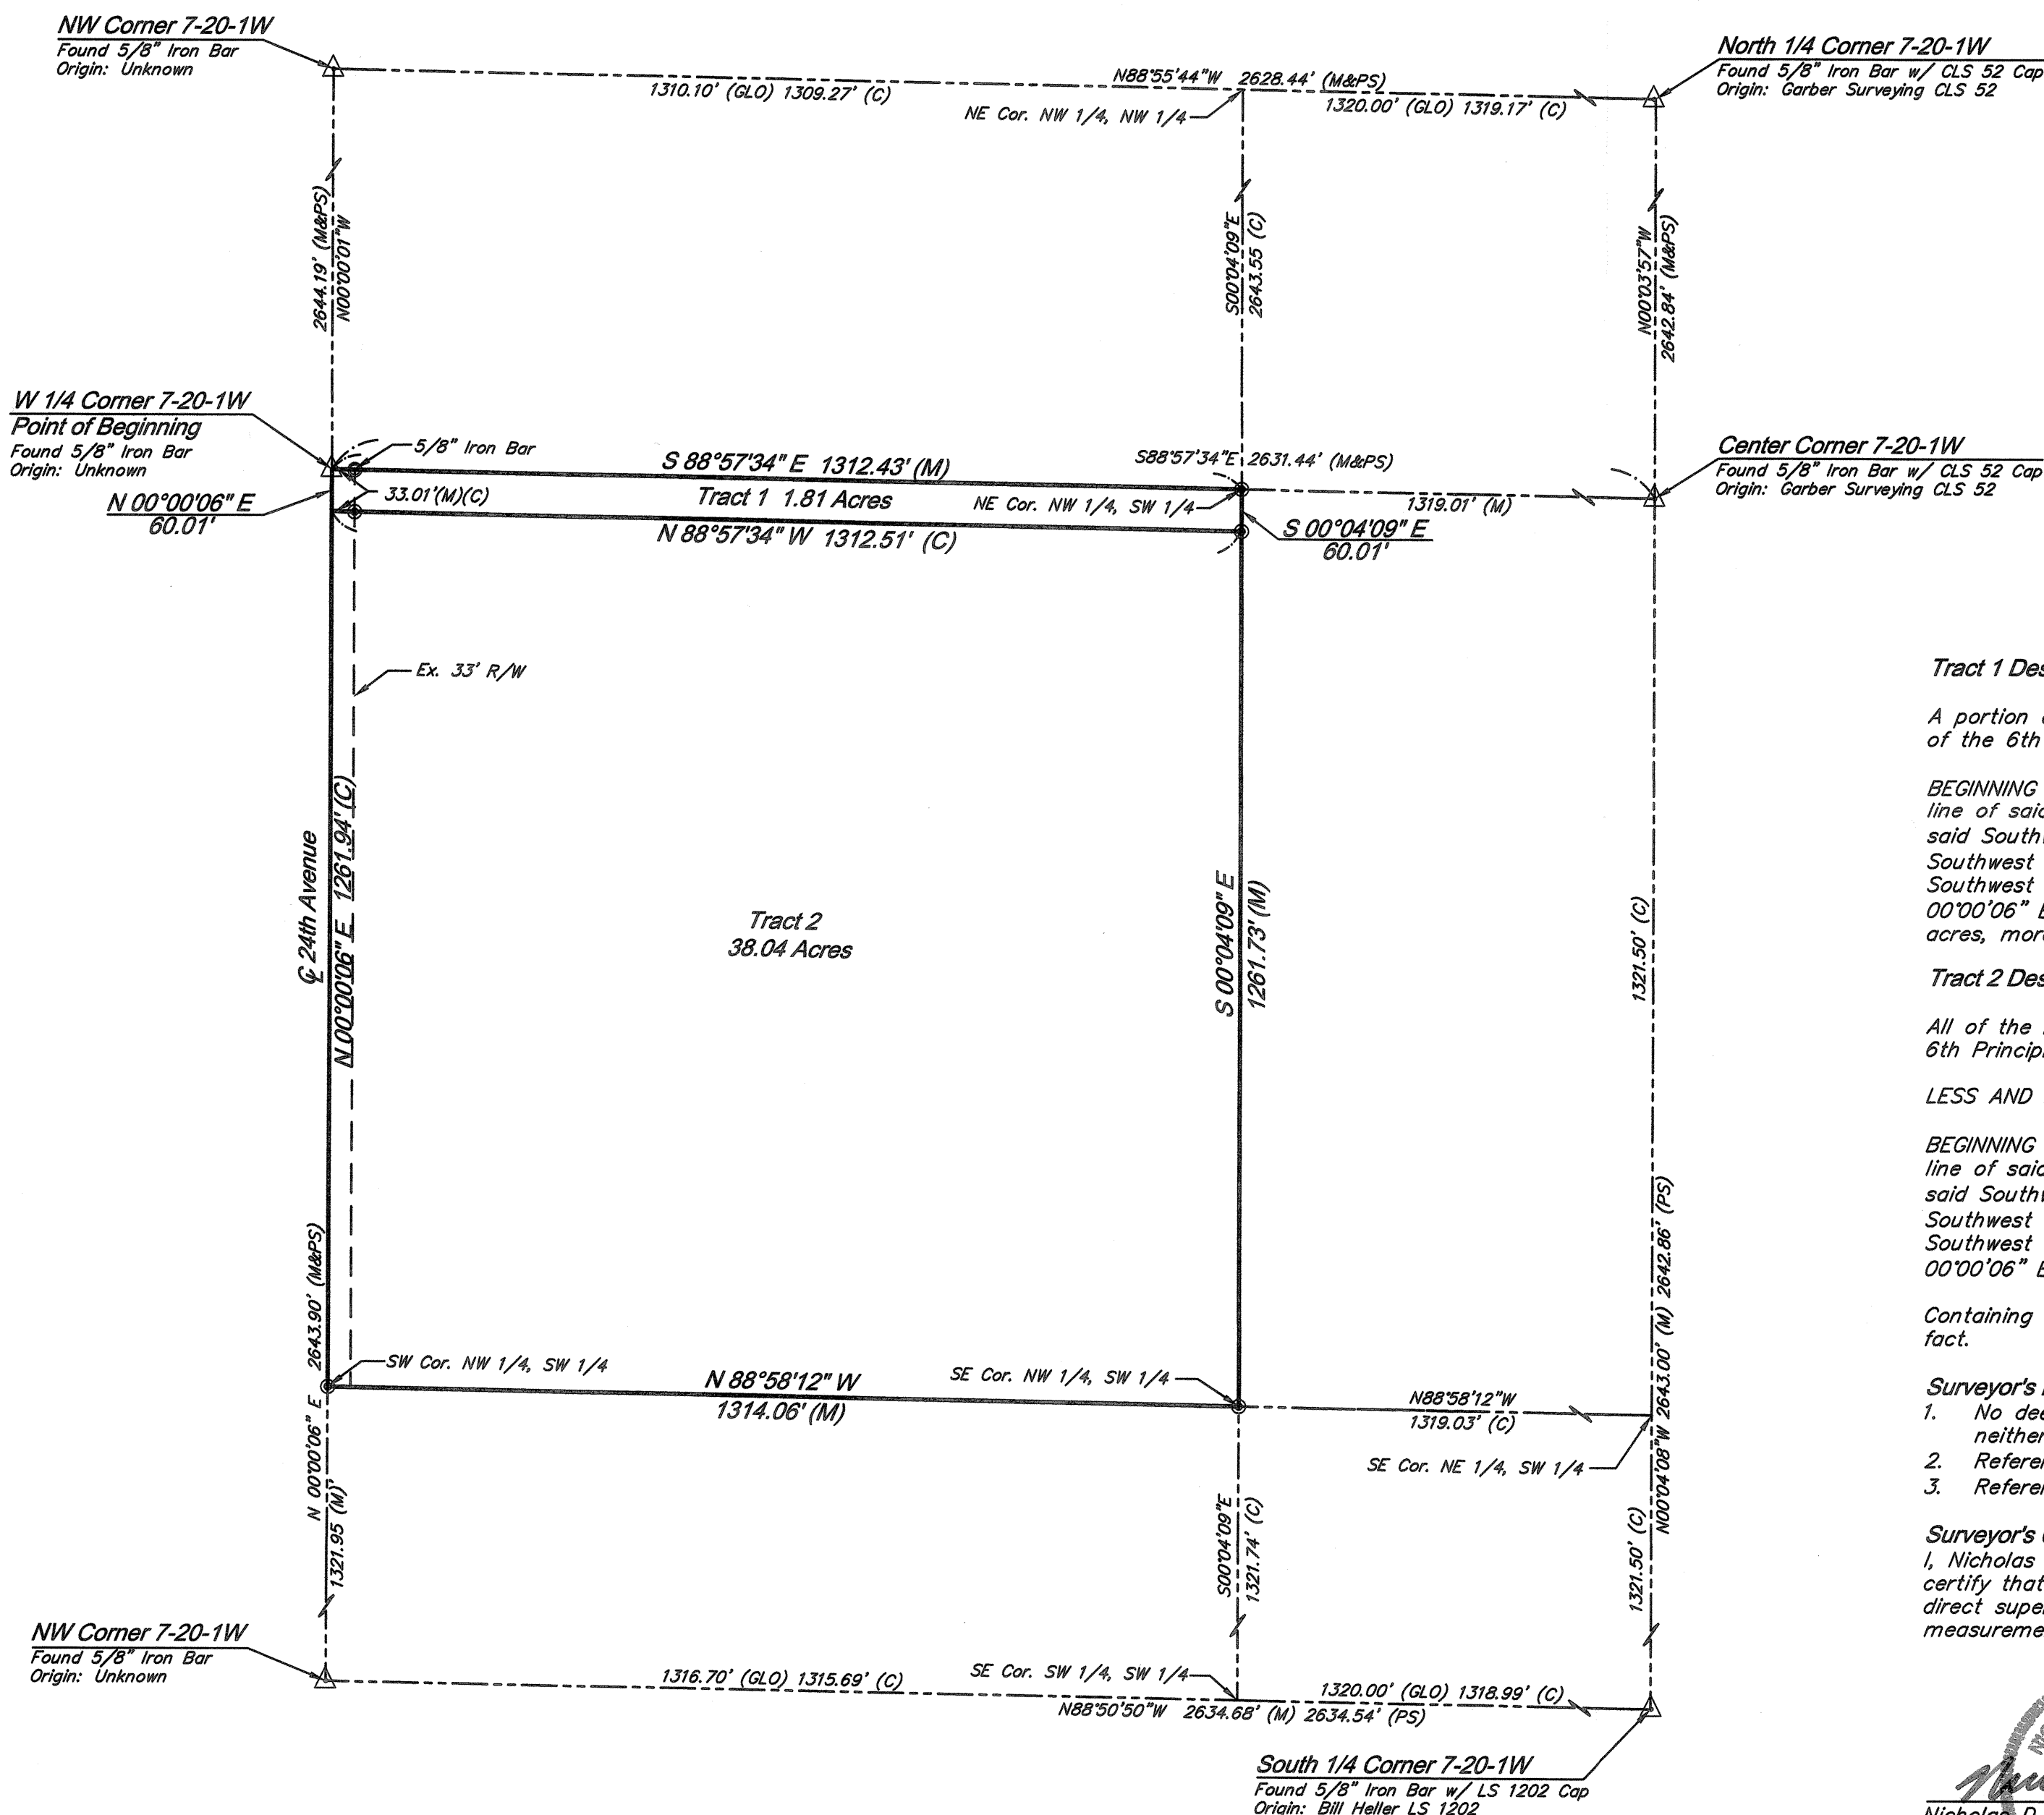 NW Corner 7-20-1W
Found 5/8" Iron Bar
Origin: Unknown
North 1/4 Corner 7-20-1W
Found 5/8" Iron Bar w/ CLS 52 Cap
Origin: Garber Surveying CLS 52
N88°55'44"W 2628.44' (M&PS)
1310.10' (GLO) 1309.27' (C)
1320.00' (GLO) 1319.17' (C)
NE Cor. NW 1/4, NW 1/4
2644.19' (M&PS)
N00°00'01"W
S00°04'09"E
2643.55 (C)
N00°03'57"W
2642.84' (M&PS)
W 1/4 Corner 7-20-1W
Point of Beginning
Found 5/8" Iron Bar
Origin: Unknown
N 00°00'06" E
60.01'
5/8" Iron Bar
S 88°57'34" E 1312.43' (M)
S88°57'34"E 2631.44' (M&PS)
Center Corner 7-20-1W
Found 5/8" Iron Bar w/ CLS 52 Cap
Origin: Garber Surveying CLS 52
33.01'(M)(C)
Tract 1 1.81 Acres
NE Cor. NW 1/4, SW 1/4
1319.01' (M)
N 88°57'34" W 1312.51' (C)
S 00°04'09" E
60.01'
Ex. 33' R/W
℄ 24th Avenue
N 00°00'06" E 1261.94' (C)
Tract 2
38.04 Acres
S 00°04'09" E
1261.73' (M)
1321.50' (C)
2643.90' (M&PS)
N 00°00'06" E
SW Cor. NW 1/4, SW 1/4
N 88°58'12" W
1314.06' (M)
SE Cor. NW 1/4, SW 1/4
N88°58'12"W
1319.03' (C)
SE Cor. NE 1/4, SW 1/4
N00°04'08"W 2643.00' (M) 2642.86' (PS)
1321.95 (M)'
S00°04'09"E
1321.74' (C)
1321.50' (C)
NW Corner 7-20-1W
Found 5/8" Iron Bar
Origin: Unknown
1316.70' (GLO) 1315.69' (C)
SE Cor. SW 1/4, SW 1/4
1320.00' (GLO) 1318.99' (C)
N88°50'50"W 2634.68' (M) 2634.54' (PS)
South 1/4 Corner 7-20-1W
Found 5/8" Iron Bar w/ LS 1202 Cap
Origin: Bill Heller LS 1202
Tract 1 Des
A portion
of the 6th
BEGINNING
line of said
said South
Southwest
Southwest
00°00'06" E
acres, mor
Tract 2 Des
All of the
6th Princip
LESS AND
BEGINNING
line of said
said South
Southwest
Southwest
00°00'06" E
Containing
fact.
Surveyor's
1. No dee
neither
2. Refere
3. Refere
Surveyor's
I, Nicholas
certify that
direct supe
measureme
Nicholas D